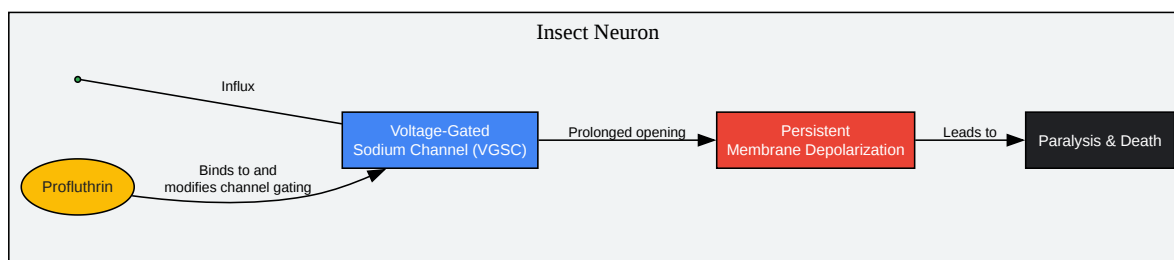 Insect Neuron
Influx
Voltage-Gated
Sodium Channel (VGSC)
Prolonged opening
Persistent
Membrane Depolarization
Leads to
Paralysis & Death
Profluthrin
Binds to and
modifies channel gating